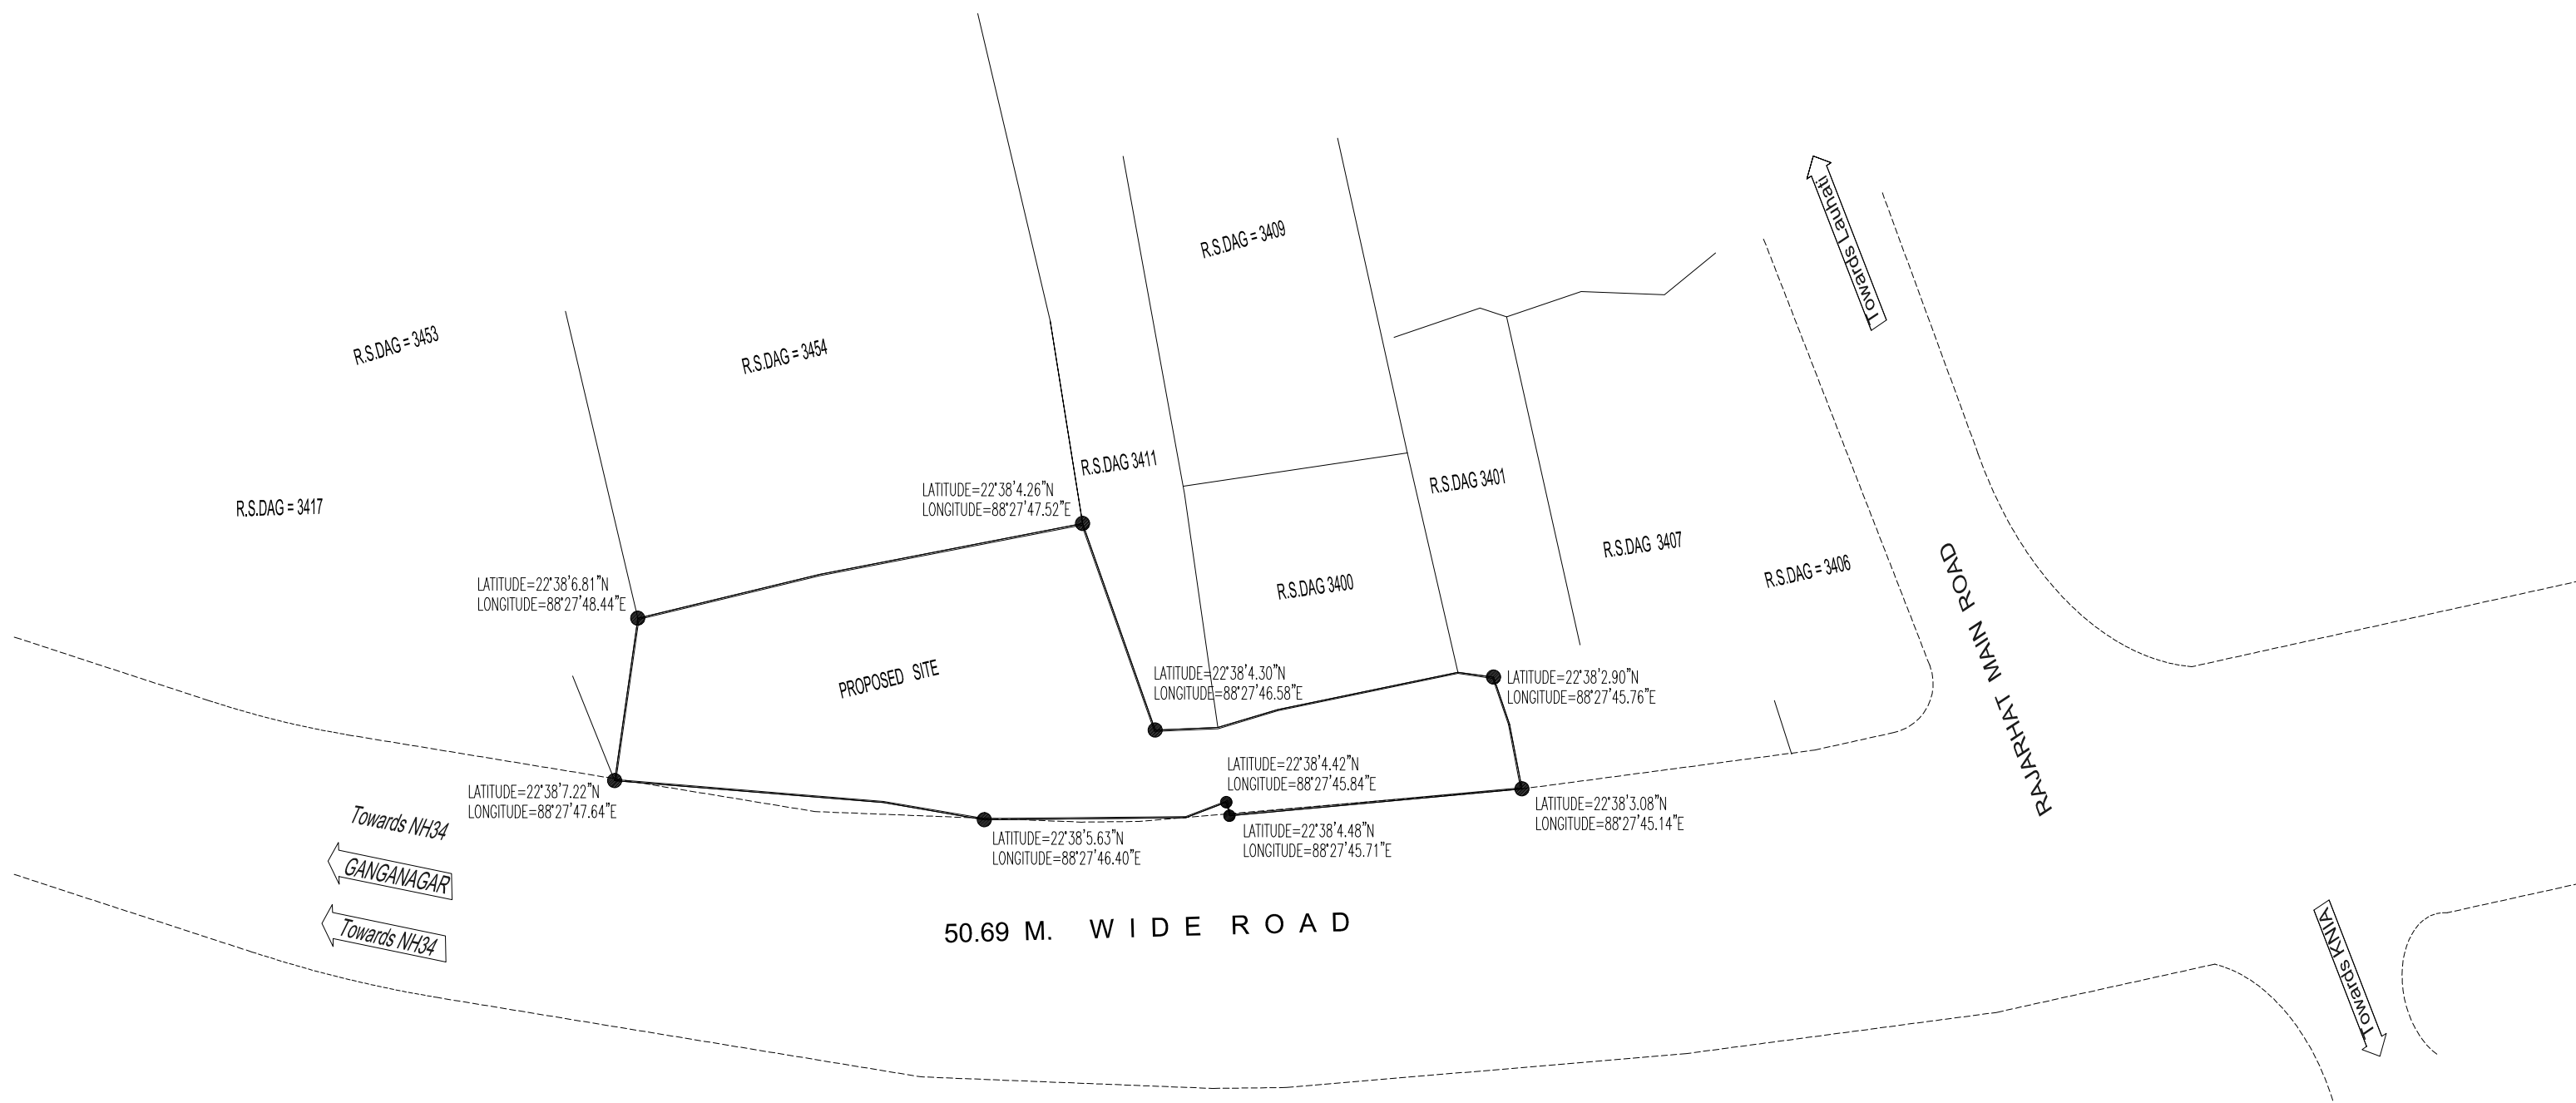 Towards Lauhati
R.S.DAG = 3409
R.S.DAG = 3453
R.S.DAG = 3454
R.S.DAG 3411
R.S.DAG 3401
R.S.DAG = 3417
LATITUDE=22°38'4.26"N
LONGITUDE=88°27'47.52"E
R.S.DAG 3407
R.S.DAG = 3406
R.S.DAG 3400
LATITUDE=22°38'6.81"N
LONGITUDE=88°27'48.44"E
RAJARHAT MAIN ROAD
PROPOSED SITE
LATITUDE=22°38'4.30"N
LONGITUDE=88°27'46.58"E
LATITUDE=22°38'2.90"N
LONGITUDE=88°27'45.76"E
LATITUDE=22°38'4.42"N
LONGITUDE=88°27'45.84"E
LATITUDE=22°38'7.22"N
LONGITUDE=88°27'47.64"E
LATITUDE=22°38'3.08"N
LONGITUDE=88°27'45.14"E
LATITUDE=22°38'5.63"N
LONGITUDE=88°27'46.40"E
LATITUDE=22°38'4.48"N
LONGITUDE=88°27'45.71"E
Towards NH34
GANGANAGAR
Towards NH34
50.69 M. WIDE ROAD
Towards KNIA